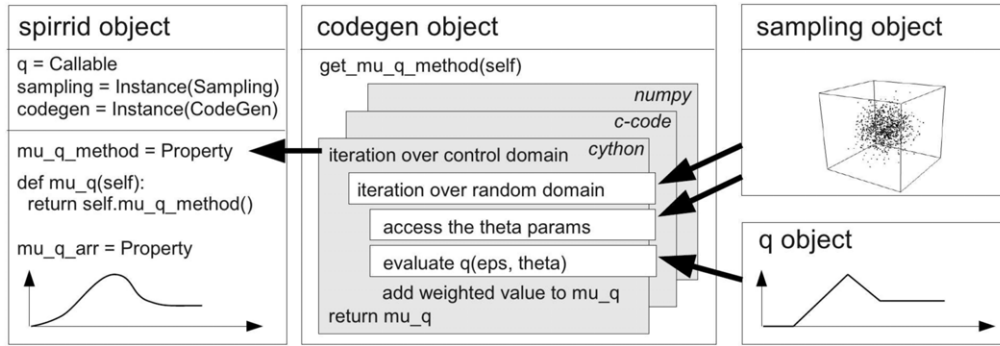 spirrid object
q = Callable
sampling = Instance(Sampling)
codegen = Instance(CodeGen)
mu_q_method = Property
def mu_q(self):
return self.mu_q_method()
mu_q_arr = Property
codegen object
get_mu_q_method(self)
numpy
c-code
cython
iteration over control domain
iteration over random domain
access the theta params
evaluate q(eps, theta)
add weighted value to mu_q
return mu_q
sampling object
q object